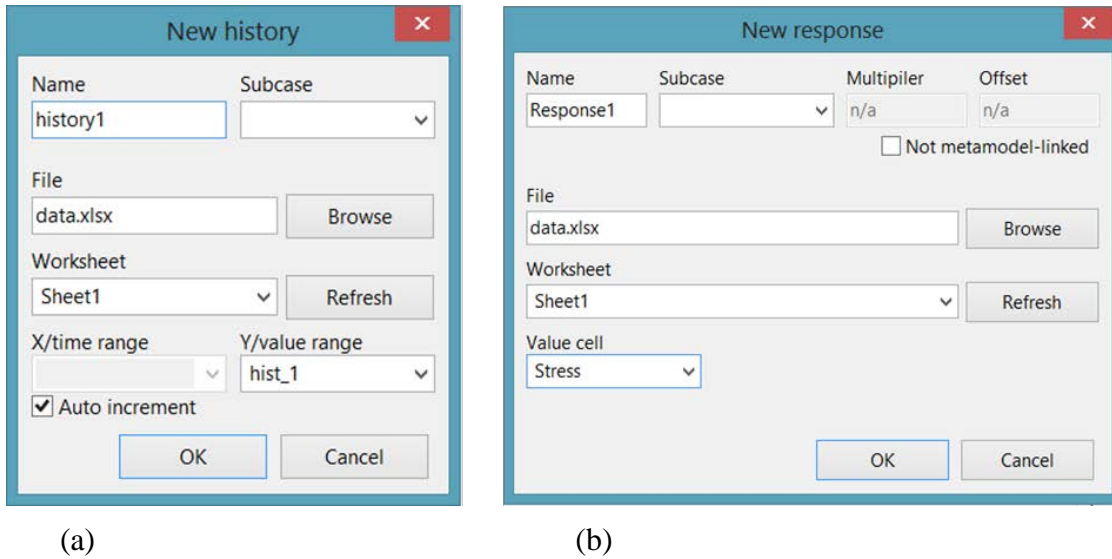 New history
Name Subcase
history1
File
data.xlsx Browse
Worksheet
Sheet1 Refresh
X/time range Y/value range
hist_1
Auto increment
OK Cancel
(a)
New response
Name Subcase Multipiler Offset
Response1 n/a n/a
Not metamodel-linked
File
data.xlsx Browse
Worksheet
Sheet1 Refresh
Value cell
Stress
OK Cancel
(b)